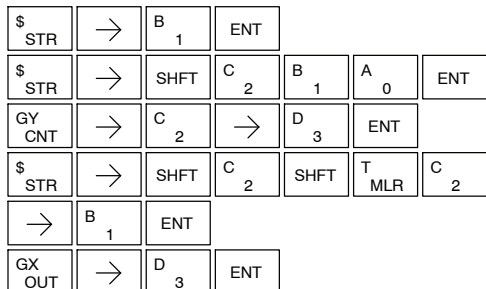 $ STR → B 1 ENT
$ STR → SHFT C 2 B 1 A 0 ENT
GY CNT → C 2 → D 3 ENT
$ STR → SHFT C 2 SHFT T MLR C 2
→ B 1 ENT
GX OUT → D 3 ENT